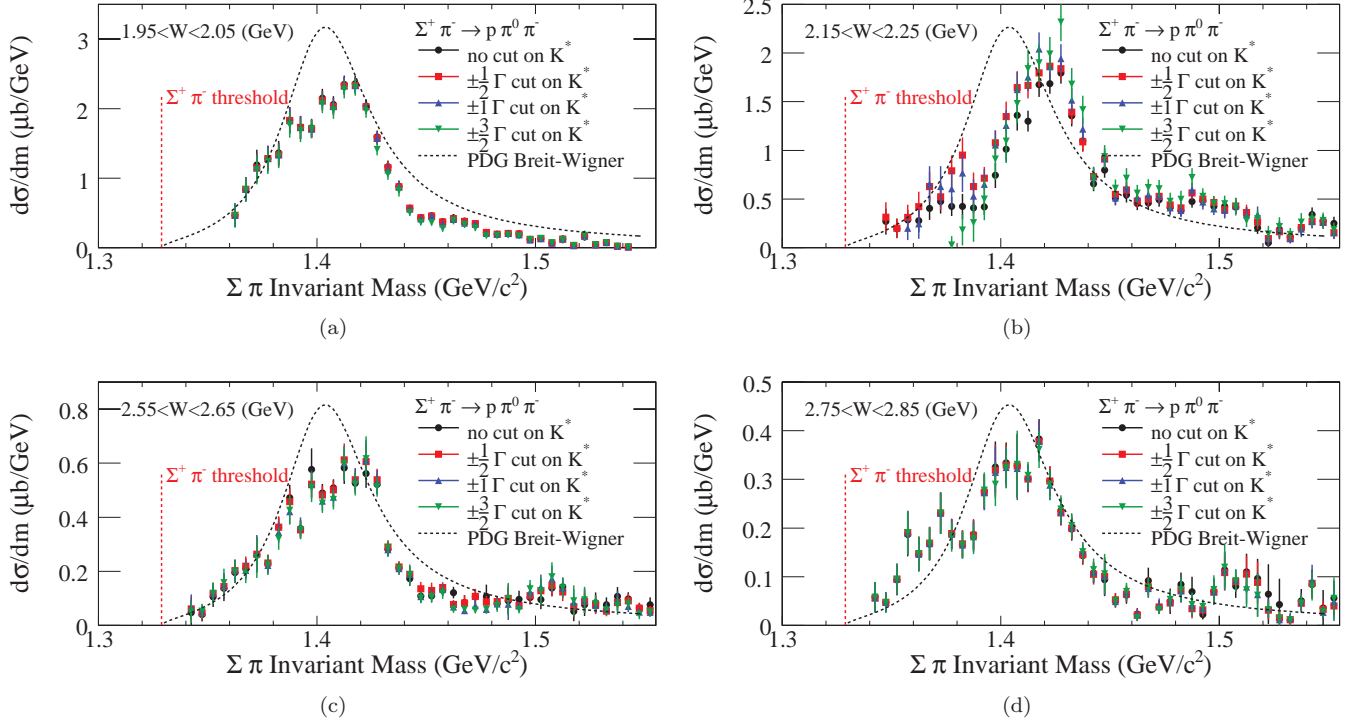 1.95<W<2.05 (GeV)
Σ⁺ π⁻ → p π⁰ π⁻
no cut on K*
±1/2 Γ cut on K*
±1 Γ cut on K*
±3/2 Γ cut on K*
PDG Breit-Wigner
Σ⁺ π⁻ threshold
dσ/dm (μb/GeV)
3
2
1
0
1.3 1.4 1.5
Σ π Invariant Mass (GeV/c²)
(a)
2.15<W<2.25 (GeV)
Σ⁺ π⁻ → p π⁰ π⁻
no cut on K*
±1/2 Γ cut on K*
±1 Γ cut on K*
±3/2 Γ cut on K*
PDG Breit-Wigner
Σ⁺ π⁻ threshold
dσ/dm (μb/GeV)
2.5
2
1.5
1
0.5
0
1.3 1.4 1.5
Σ π Invariant Mass (GeV/c²)
(b)
2.55<W<2.65 (GeV)
Σ⁺ π⁻ → p π⁰ π⁻
no cut on K*
±1/2 Γ cut on K*
±1 Γ cut on K*
±3/2 Γ cut on K*
PDG Breit-Wigner
Σ⁺ π⁻ threshold
dσ/dm (μb/GeV)
0.8
0.6
0.4
0.2
0
1.3 1.4 1.5
Σ π Invariant Mass (GeV/c²)
(c)
2.75<W<2.85 (GeV)
Σ⁺ π⁻ → p π⁰ π⁻
no cut on K*
±1/2 Γ cut on K*
±1 Γ cut on K*
±3/2 Γ cut on K*
PDG Breit-Wigner
Σ⁺ π⁻ threshold
dσ/dm (μb/GeV)
0.5
0.4
0.3
0.2
0.1
0
1.3 1.4 1.5
Σ π Invariant Mass (GeV/c²)
(d)